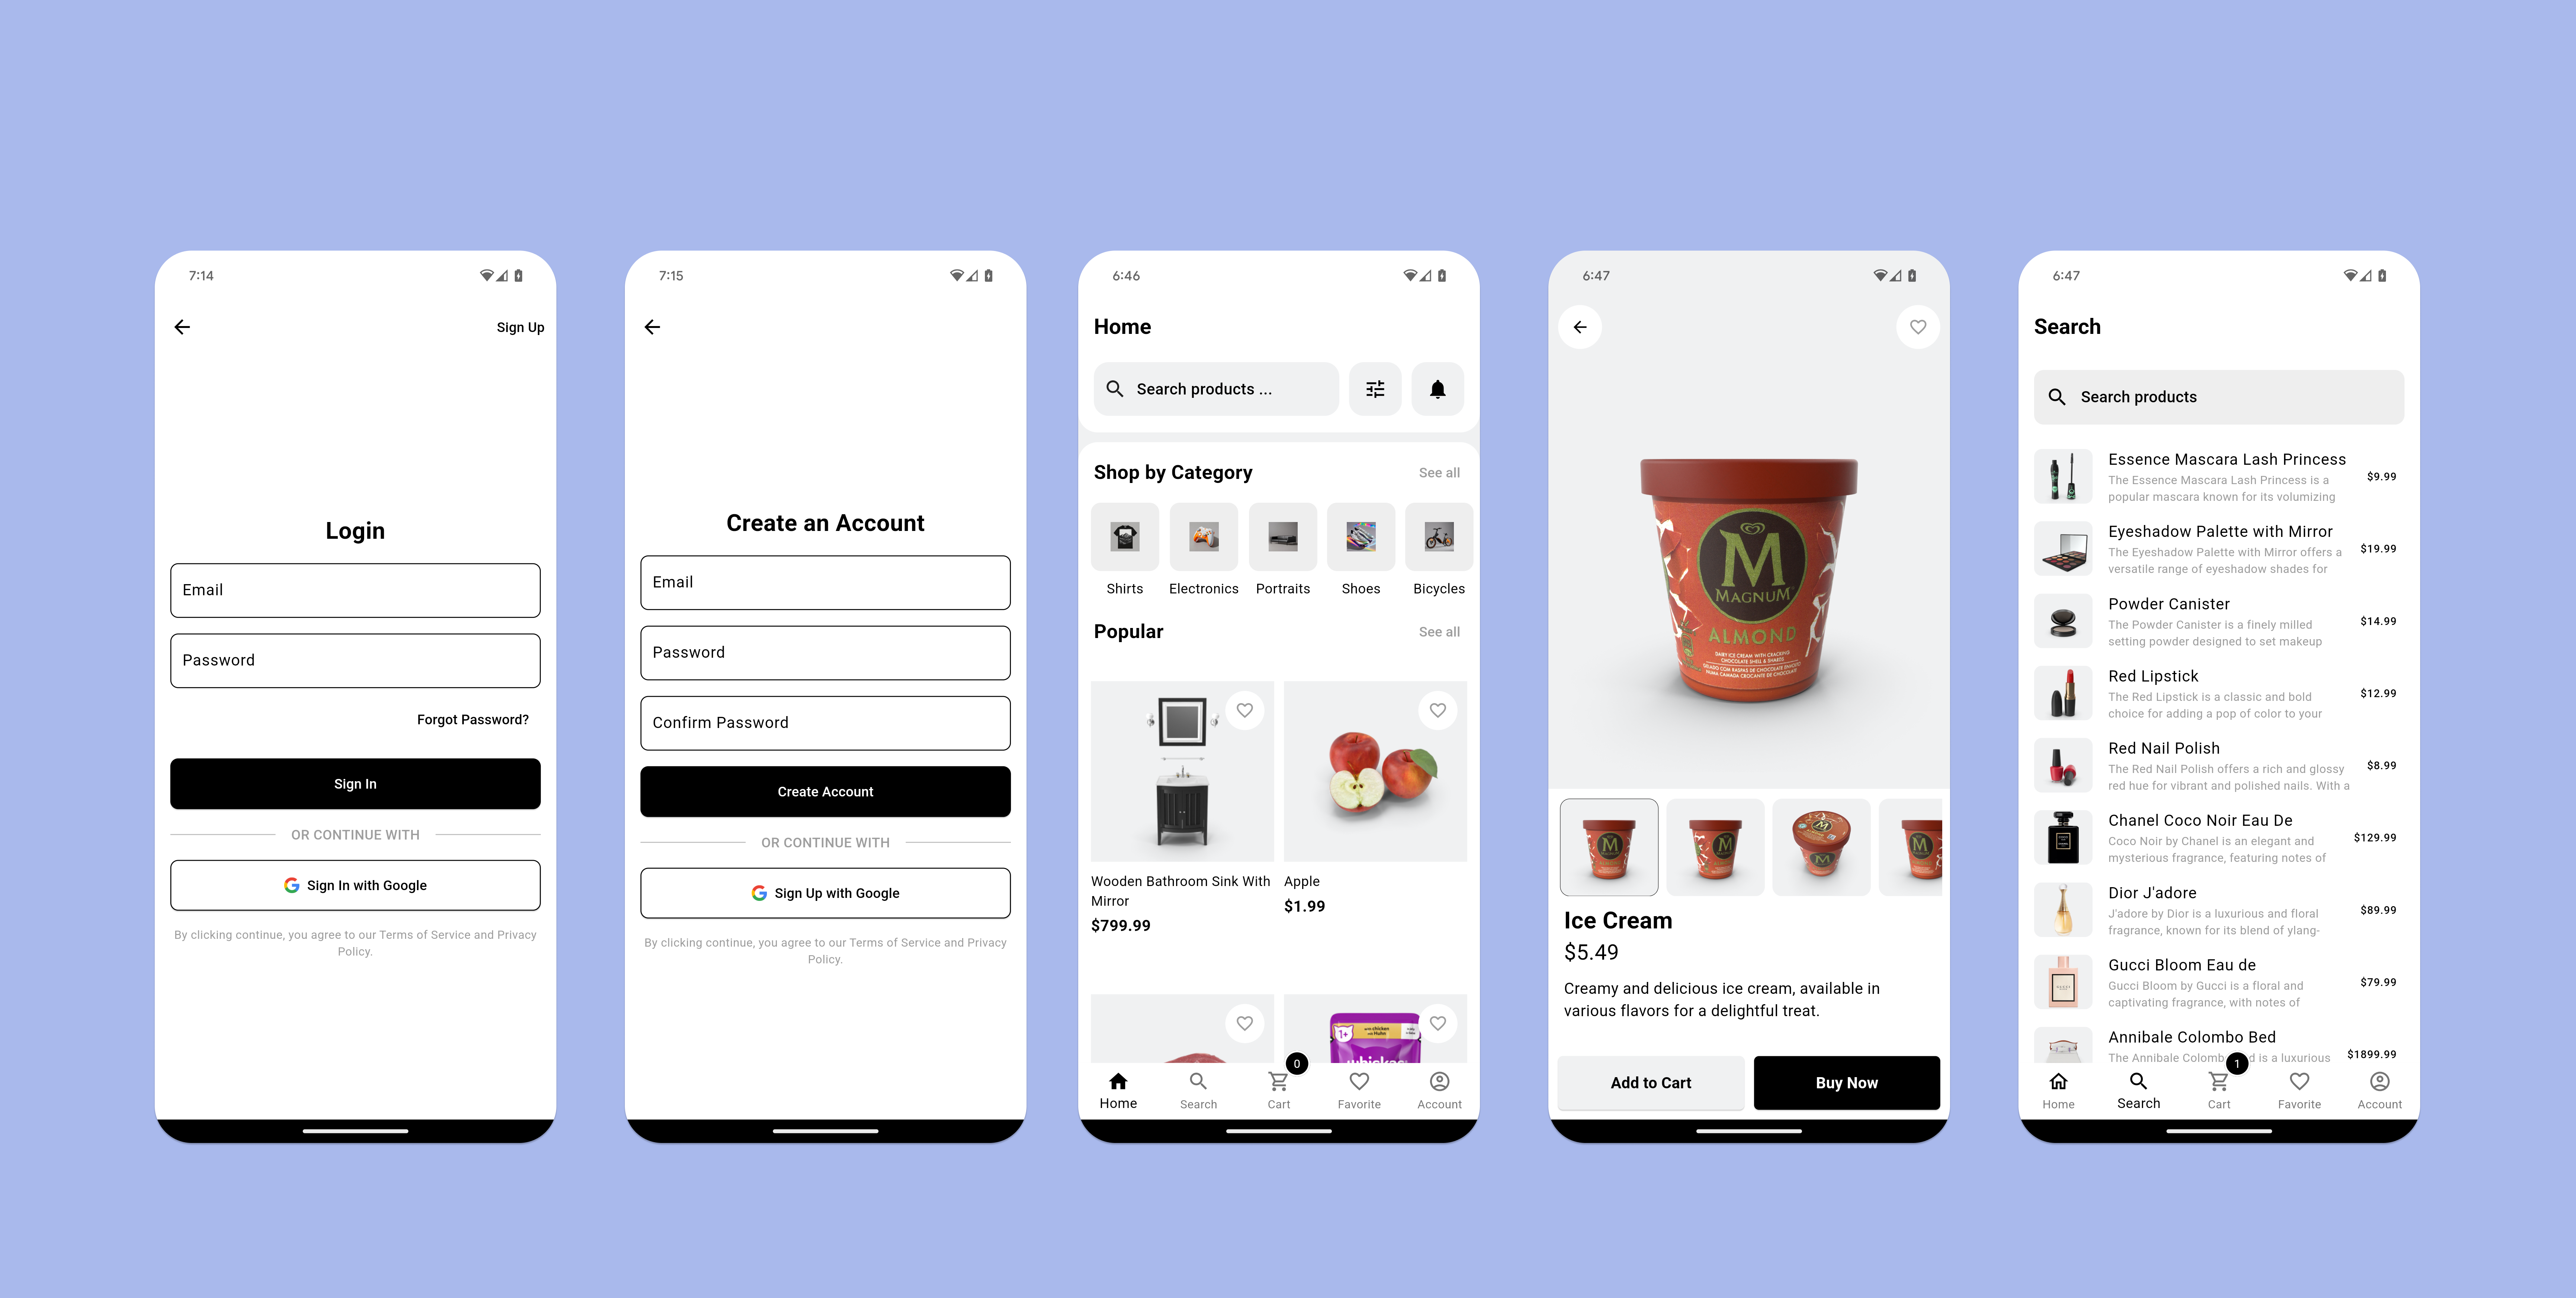 7:14
Sign Up
Login
Email
Password
Forgot Password?
Sign In
OR CONTINUE WITH
Sign In with Google
By clicking continue, you agree to our Terms of Service and Privacy
Policy.
7:15
Create an Account
Email
Password
Confirm Password
Create Account
OR CONTINUE WITH
Sign Up with Google
By clicking continue, you agree to our Terms of Service and Privacy
Policy.
6:46
Home
Search products ...
Shop by Category
See all
Shirts
Electronics
Portraits
Shoes
Bicycles
Popular
See all
Wooden Bathroom Sink With
Mirror
$799.99
Apple
$1.99
1+
whiskas
0
Home
Search
Cart
Favorite
Account
6:47
M
MAGNUM
ALMOND
DAIRY ICE CREAM WITH CRACKING
CHOCOLATE SHELL & SHARDS
Ice Cream
$5.49
Creamy and delicious ice cream, available in
various flavors for a delightful treat.
Add to Cart
Buy Now
6:47
Search
Search products
Essence Mascara Lash Princess
The Essence Mascara Lash Princess is a
popular mascara known for its volumizing
$9.99
Eyeshadow Palette with Mirror
The Eyeshadow Palette with Mirror offers a
versatile range of eyeshadow shades for
$19.99
Powder Canister
The Powder Canister is a finely milled
setting powder designed to set makeup
$14.99
Red Lipstick
The Red Lipstick is a classic and bold
choice for adding a pop of color to your
$12.99
Red Nail Polish
The Red Nail Polish offers a rich and glossy
red hue for vibrant and polished nails. With a
$8.99
Chanel Coco Noir Eau De
Coco Noir by Chanel is an elegant and
mysterious fragrance, featuring notes of
$129.99
Dior J'adore
J'adore by Dior is a luxurious and floral
fragrance, known for its blend of ylang-
$89.99
Gucci Bloom Eau de
Gucci Bloom by Gucci is a floral and
captivating fragrance, with notes of
$79.99
Annibale Colombo Bed
The Annibale Colomb d is a luxurious
$1899.99
1
Home
Search
Cart
Favorite
Account